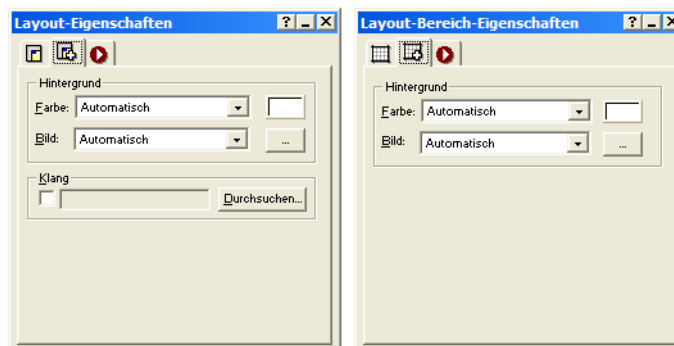 Layout-Eigenschaften
Hintergrund
Farbe: Automatisch
Bild: Automatisch ...
Klang
Durchsuchen...
Layout-Bereich-Eigenschaften
Hintergrund
Farbe: Automatisch
Bild: Automatisch ...